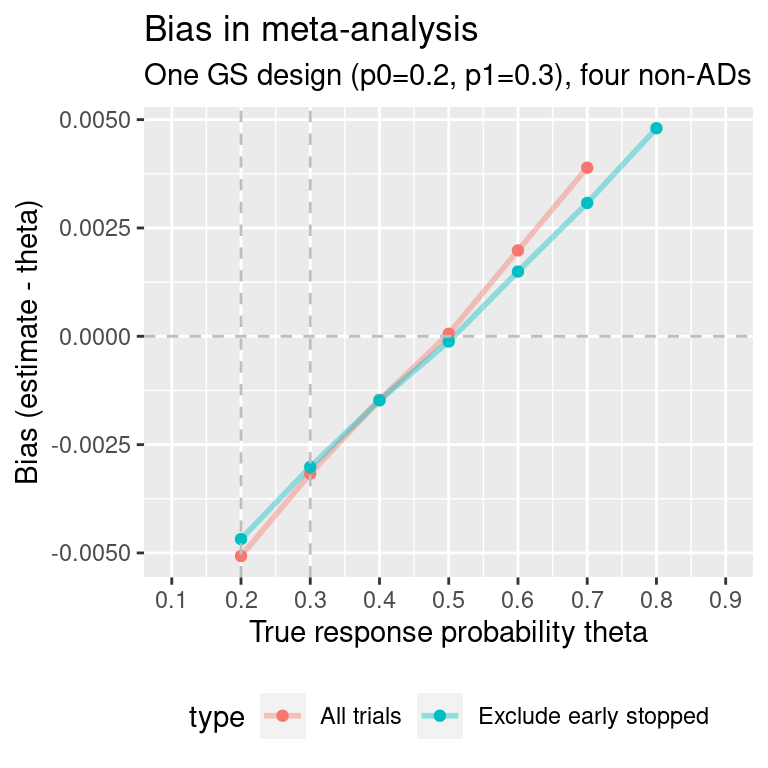 Bias in meta-analysis
One GS design (p0=0.2, p1=0.3), four non-ADs
Bias (estimate - theta)
0.0050
0.0025
0.0000
-0.0025
-0.0050
0.1 0.2 0.3 0.4 0.5 0.6 0.7 0.8 0.9
True response probability theta
type All trials Exclude early stopped